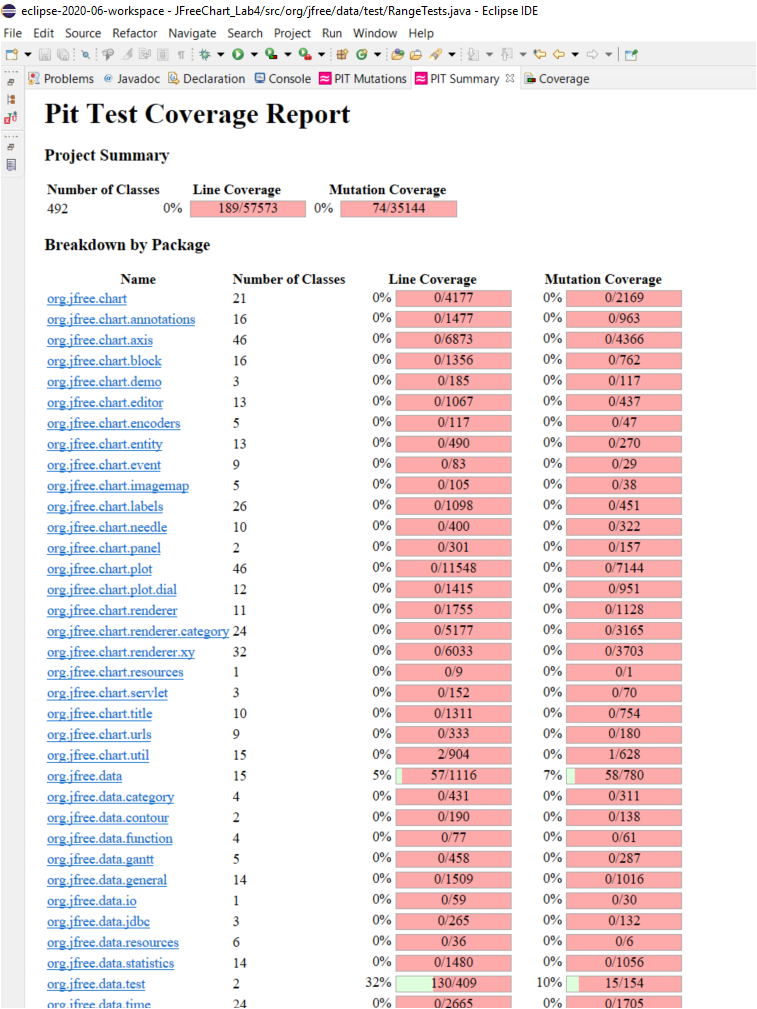 eclipse-2020-06-workspace - JFreeChart_Lab4/src/org/jfree/data/test/RangeTests.java - Eclipse IDE
File Edit Source Refactor Navigate Search Project Run Window Help
Problems Javadoc Declaration Console PIT Mutations PIT Summary Coverage
Pit Test Coverage Report
Project Summary
Number of Classes Line Coverage Mutation Coverage
492 0% 189/57573 0% 74/35144
Breakdown by Package
Name Number of Classes Line Coverage Mutation Coverage
org.jfree.chart 21 0% 0/4177 0% 0/2169
org.jfree.chart.annotations 16 0% 0/1477 0% 0/963
org.jfree.chart.axis 46 0% 0/6873 0% 0/4366
org.jfree.chart.block 16 0% 0/1356 0% 0/762
org.jfree.chart.demo 3 0% 0/185 0% 0/117
org.jfree.chart.editor 13 0% 0/1067 0% 0/437
org.jfree.chart.encoders 5 0% 0/117 0% 0/47
org.jfree.chart.entity 13 0% 0/490 0% 0/270
org.jfree.chart.event 9 0% 0/83 0% 0/29
org.jfree.chart.imagemap 5 0% 0/105 0% 0/38
org.jfree.chart.labels 26 0% 0/1098 0% 0/451
org.jfree.chart.needle 10 0% 0/400 0% 0/322
org.jfree.chart.panel 2 0% 0/301 0% 0/157
org.jfree.chart.plot 46 0% 0/11548 0% 0/7144
org.jfree.chart.plot.dial 12 0% 0/1415 0% 0/951
org.jfree.chart.renderer 11 0% 0/1755 0% 0/1128
org.jfree.chart.renderer.category 24 0% 0/5177 0% 0/3165
org.jfree.chart.renderer.xy 32 0% 0/6033 0% 0/3703
org.jfree.chart.resources 1 0% 0/9 0% 0/1
org.jfree.chart.servlet 3 0% 0/152 0% 0/70
org.jfree.chart.title 10 0% 0/1311 0% 0/754
org.jfree.chart.urls 9 0% 0/333 0% 0/180
org.jfree.chart.util 15 0% 2/904 0% 1/628
org.jfree.data 15 5% 57/1116 7% 58/780
org.jfree.data.category 4 0% 0/431 0% 0/311
org.jfree.data.contour 2 0% 0/190 0% 0/138
org.jfree.data.function 4 0% 0/77 0% 0/61
org.jfree.data.gantt 5 0% 0/458 0% 0/287
org.jfree.data.general 14 0% 0/1509 0% 0/1016
org.jfree.data.io 1 0% 0/59 0% 0/30
org.jfree.data.jdbc 3 0% 0/265 0% 0/132
org.jfree.data.resources 6 0% 0/36 0% 0/6
org.jfree.data.statistics 14 0% 0/1480 0% 0/1056
org.jfree.data.test 2 32% 130/409 10% 15/154
org.jfree.data.time 24 0% 0/2665 0% 0/1705